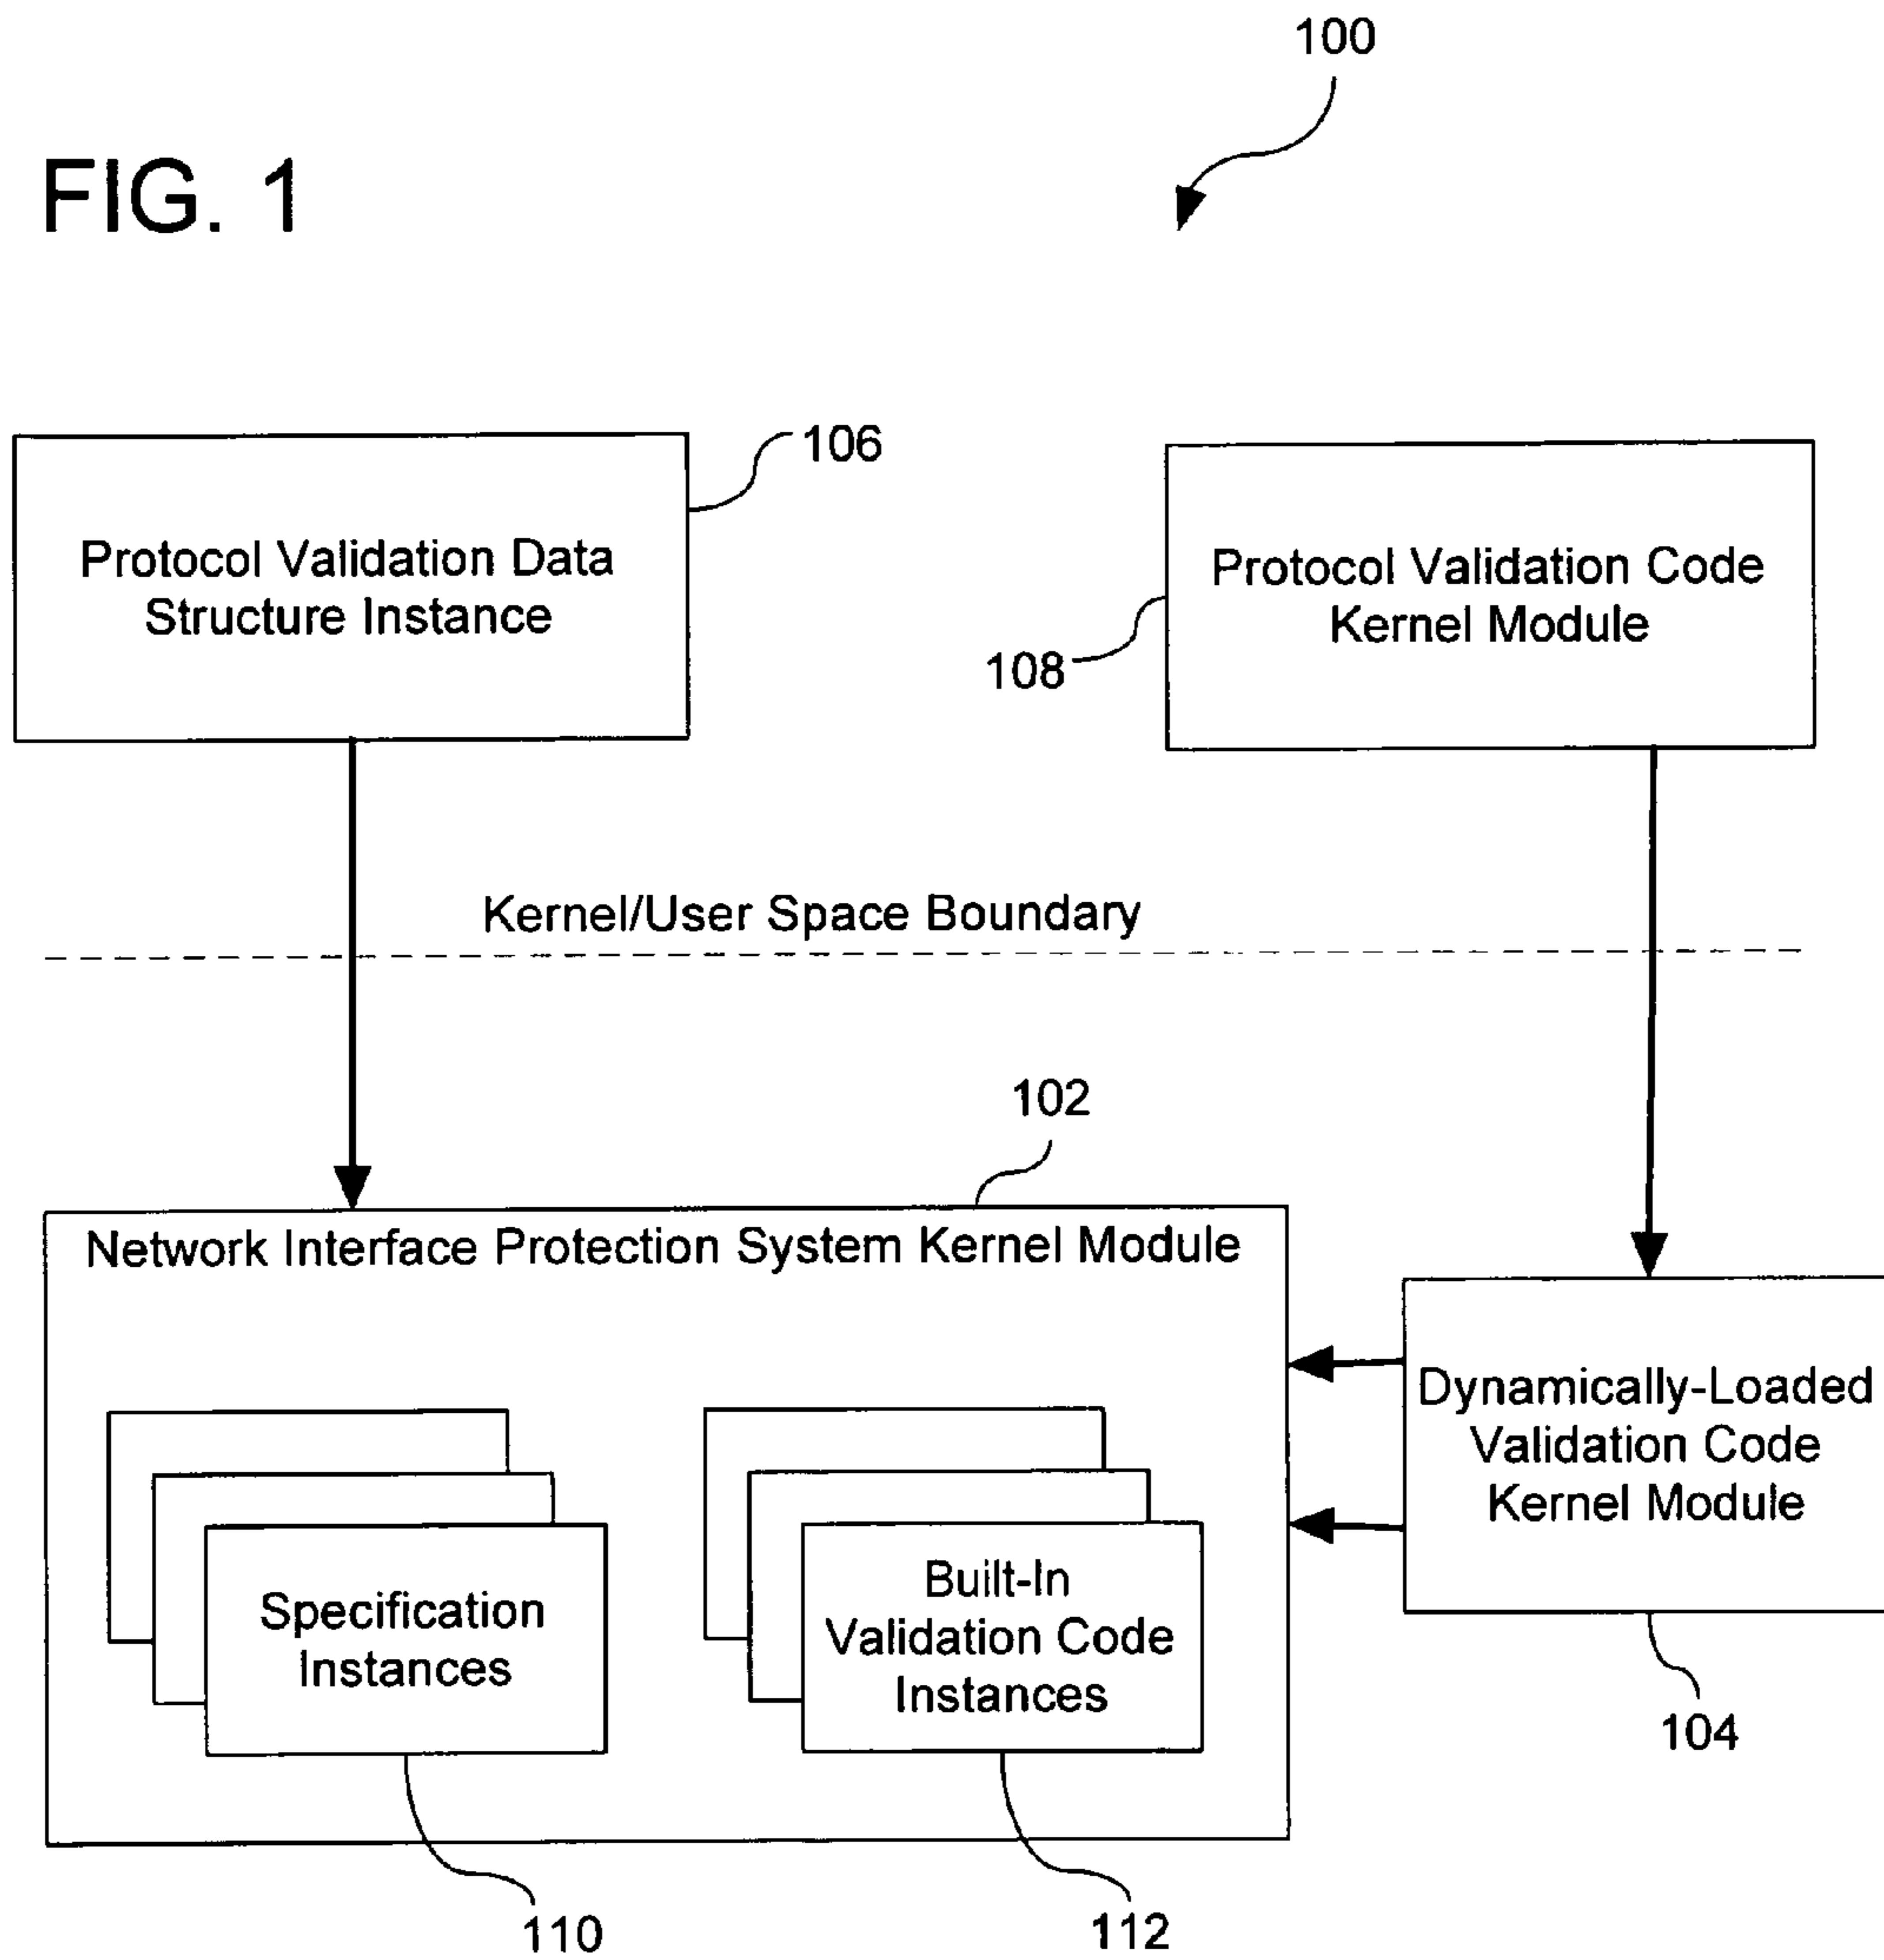 100
FIG. 1
106
Protocol Validation Data
Structure Instance
Protocol Validation Code
Kernel Module
108
Kernel/User Space Boundary
102
Network Interface Protection System Kernel Module
Dynamically-Loaded
Validation Code
Kernel Module
Specification
Instances
Built-In
Validation Code
Instances
104
110
112